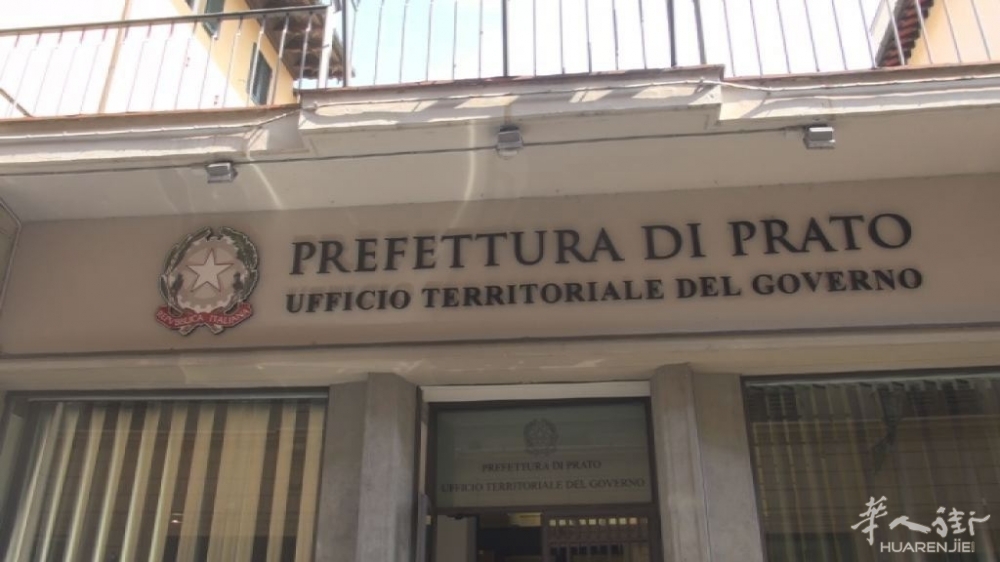 PREFETTURA DI PRATO
UFFICIO TERRITORIALE DEL GOVERNO
REPVBBLICA ITALIANA
PREFETTURA DI PRATO
UFFICIO TERRITORIALE DEL GOVERNO
華人街
HUARENJIE